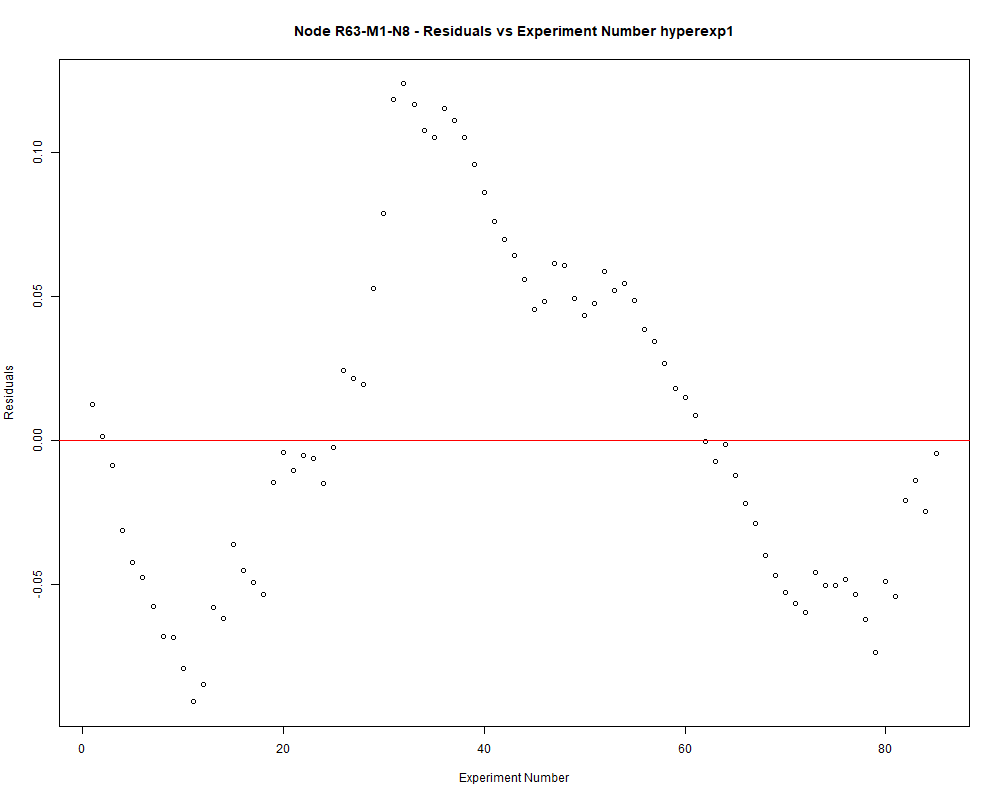 Node R63-M1-N8 - Residuals vs Experiment Number hyperexp1
Residuals
0.10
0.05
0.00
-0.05
0 20 40 60 80
Experiment Number